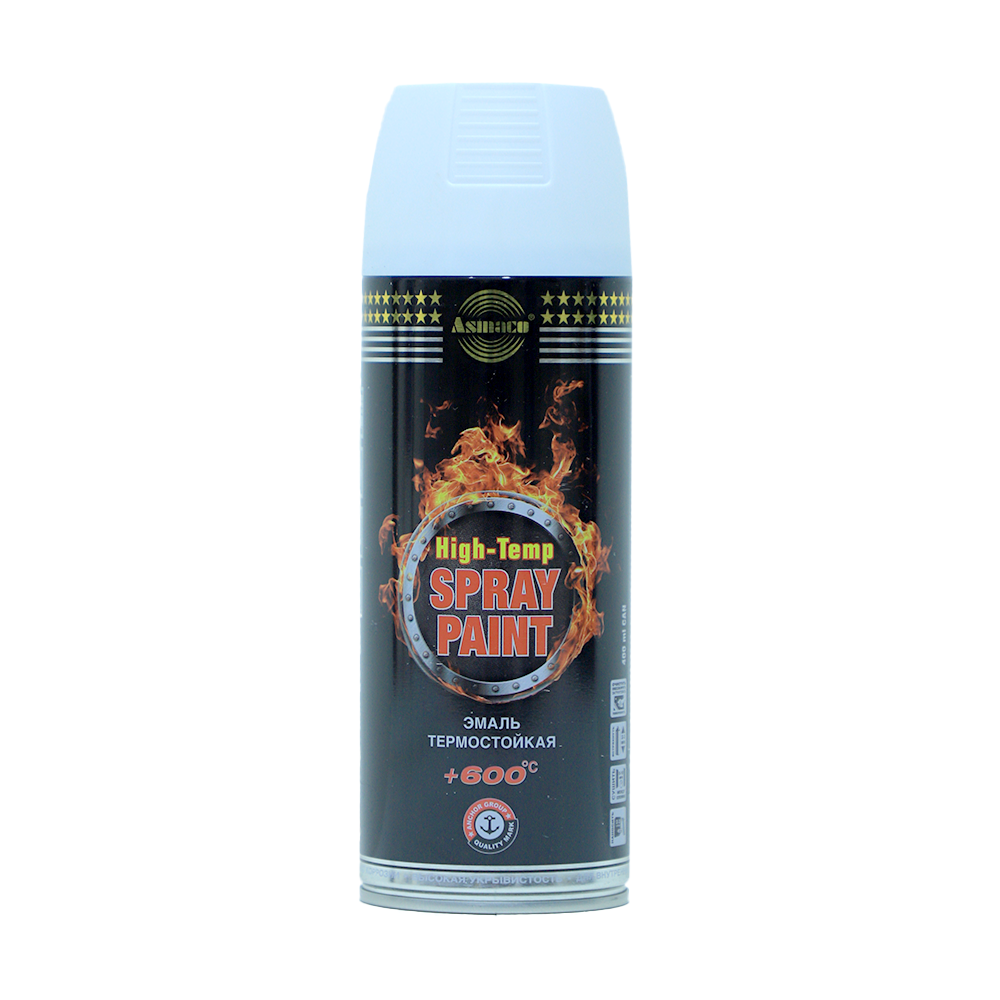 Asmaco®
High-Temp
SPRAY
PAINT
400 ml CAN
ЭМАЛЬ
ТЕРМОСТОЙКАЯ
+600°C
ANCHOR GROUP
QUALITY MARK